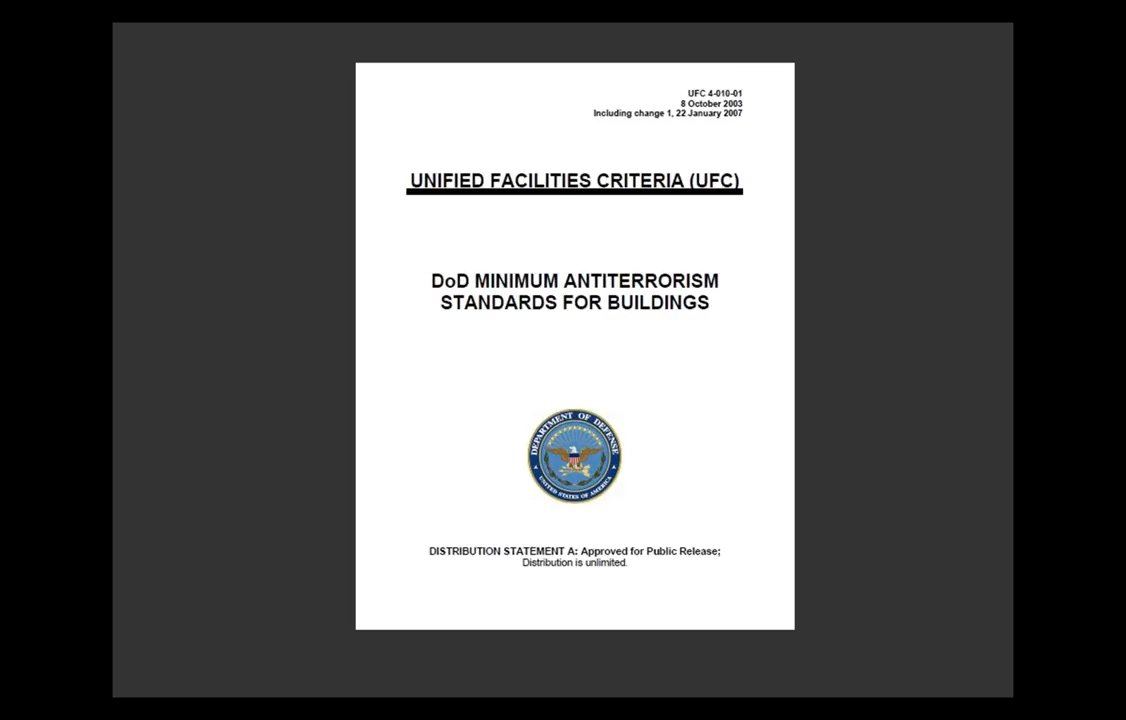 UFC 4-010-01
8 October 2003
Including change 1, 22 January 2007
UNIFIED FACILITIES CRITERIA (UFC)
DoD MINIMUM ANTITERRORISM
STANDARDS FOR BUILDINGS
DEPARTMENT OF DEFENSE
UNITED STATES OF AMERICA
DISTRIBUTION STATEMENT A: Approved for Public Release;
Distribution is unlimited.